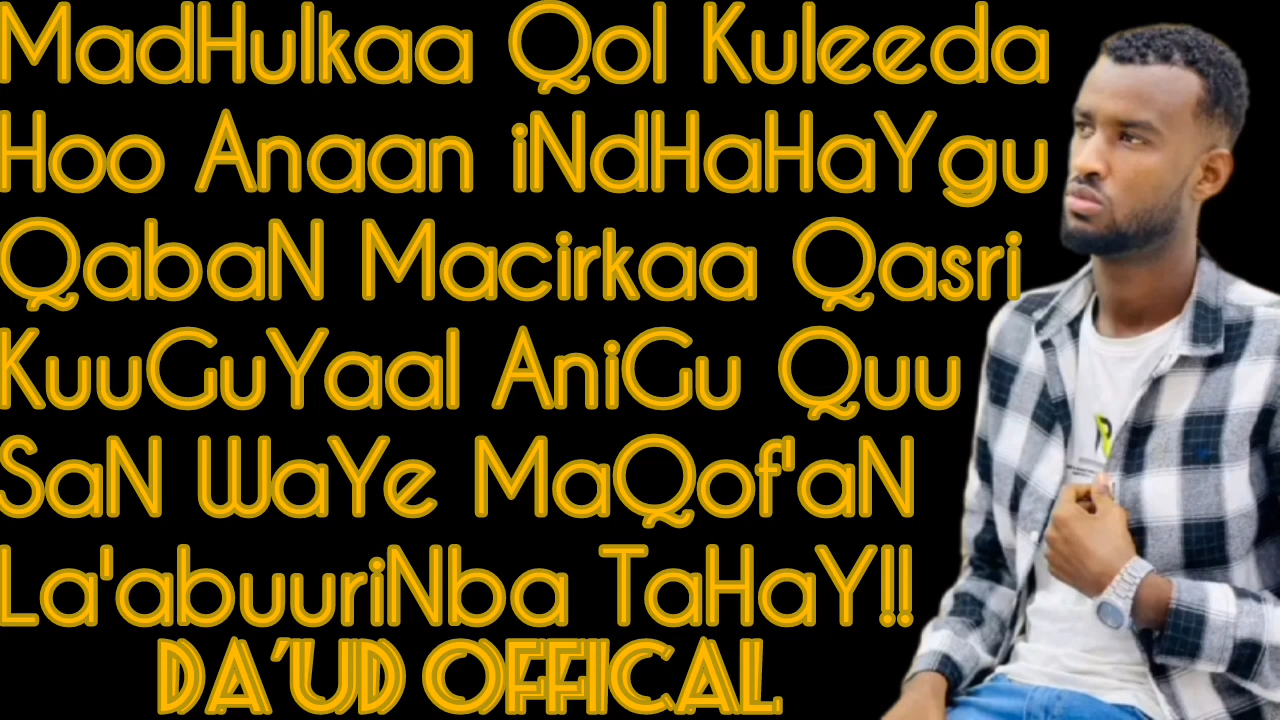 MadHulkaa Qol Kuleeda
Hoo Anaan iNdHaHaYgu
QabaN Macirkaa Qasri
KuuGuYaal AniGu Quu
SaN WaYe MaQof'aN
La'abuuriNba TaHaY!!
DA'UD OFFICAL